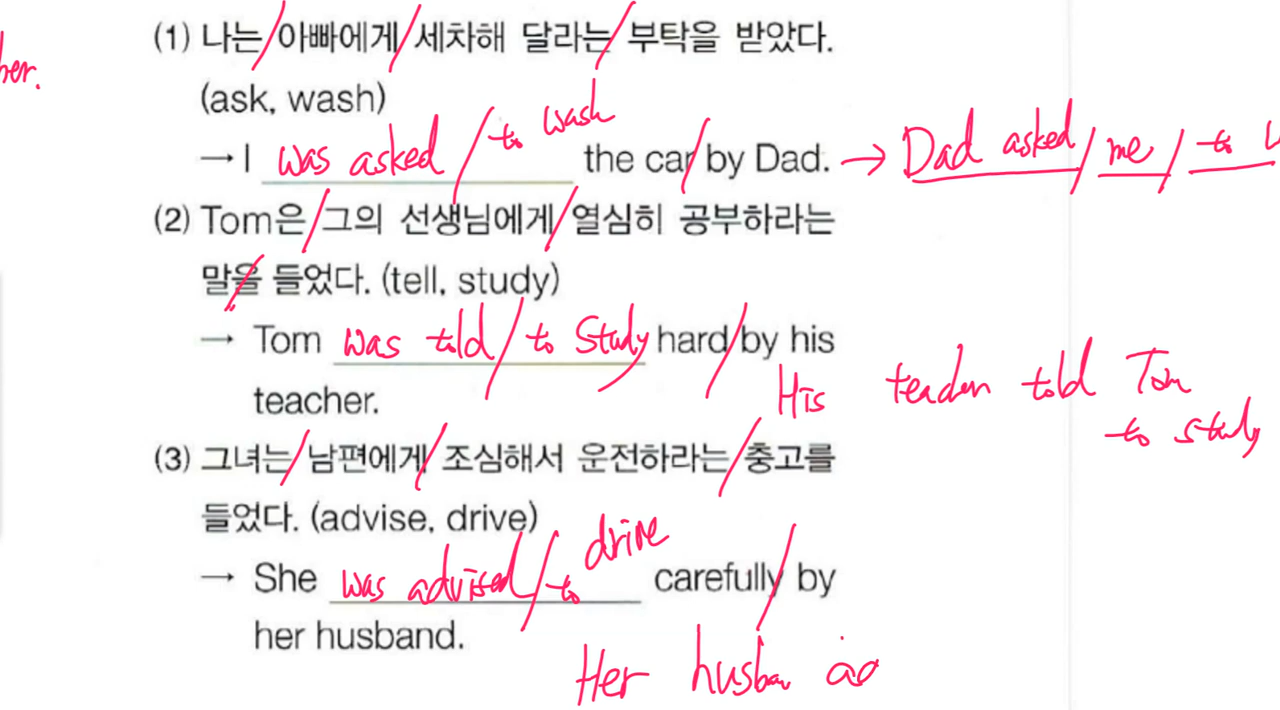 (1) 나는/아빠에게/세차해 달라는/부탁을 받았다.
her.
(ask, wash)
→ I was asked / to wash the car/by Dad. → Dad asked / me / to
(2) Tom은/그의 선생님에게/열심히 공부하라는
말을/들었다. (tell, study)
→ Tom was told / to study hard/by his
teacher.
His teacher told Tom
to study
(3) 그녀는/남편에게/조심해서 운전하라는/충고를
들었다. (advise, drive)
→ She was advised / to drive carefully/by
her husband.
Her husban ad